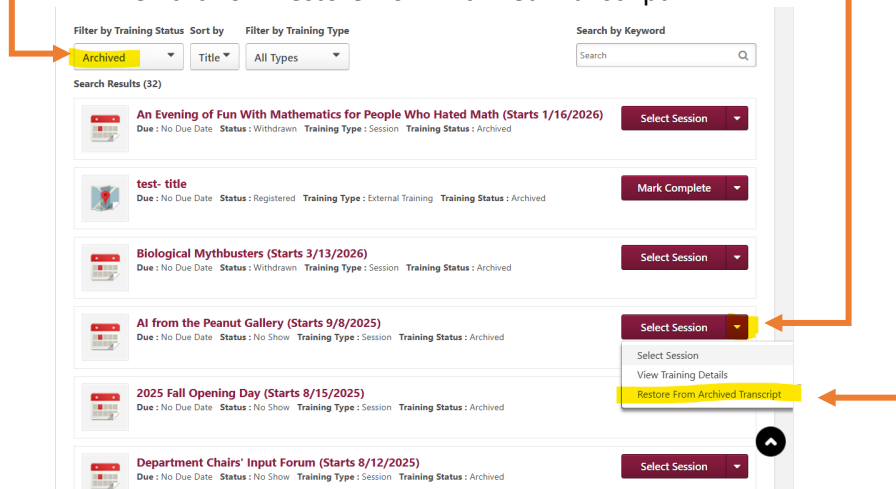 Filter by Training Status Sort by Filter by Training Type Search by Keyword
Archived Title All Types Search
Search Results (32)
An Evening of Fun With Mathematics for People Who Hated Math (Starts 1/16/2026)
Due : No Due Date Status : Withdrawn Training Type : Session Training Status : Archived
Select Session
test- title
Due : No Due Date Status : Registered Training Type : External Training Training Status : Archived
Mark Complete
Biological Mythbusters (Starts 3/13/2026)
Due : No Due Date Status : Withdrawn Training Type : Session Training Status : Archived
Select Session
AI from the Peanut Gallery (Starts 9/8/2025)
Due : No Due Date Status : No Show Training Type : Session Training Status : Archived
Select Session
Select Session
View Training Details
Restore From Archived Transcript
2025 Fall Opening Day (Starts 8/15/2025)
Due : No Due Date Status : No Show Training Type : Session Training Status : Archived
Department Chairs' Input Forum (Starts 8/12/2025)
Due : No Due Date Status : No Show Training Type : Session Training Status : Archived
Select Session